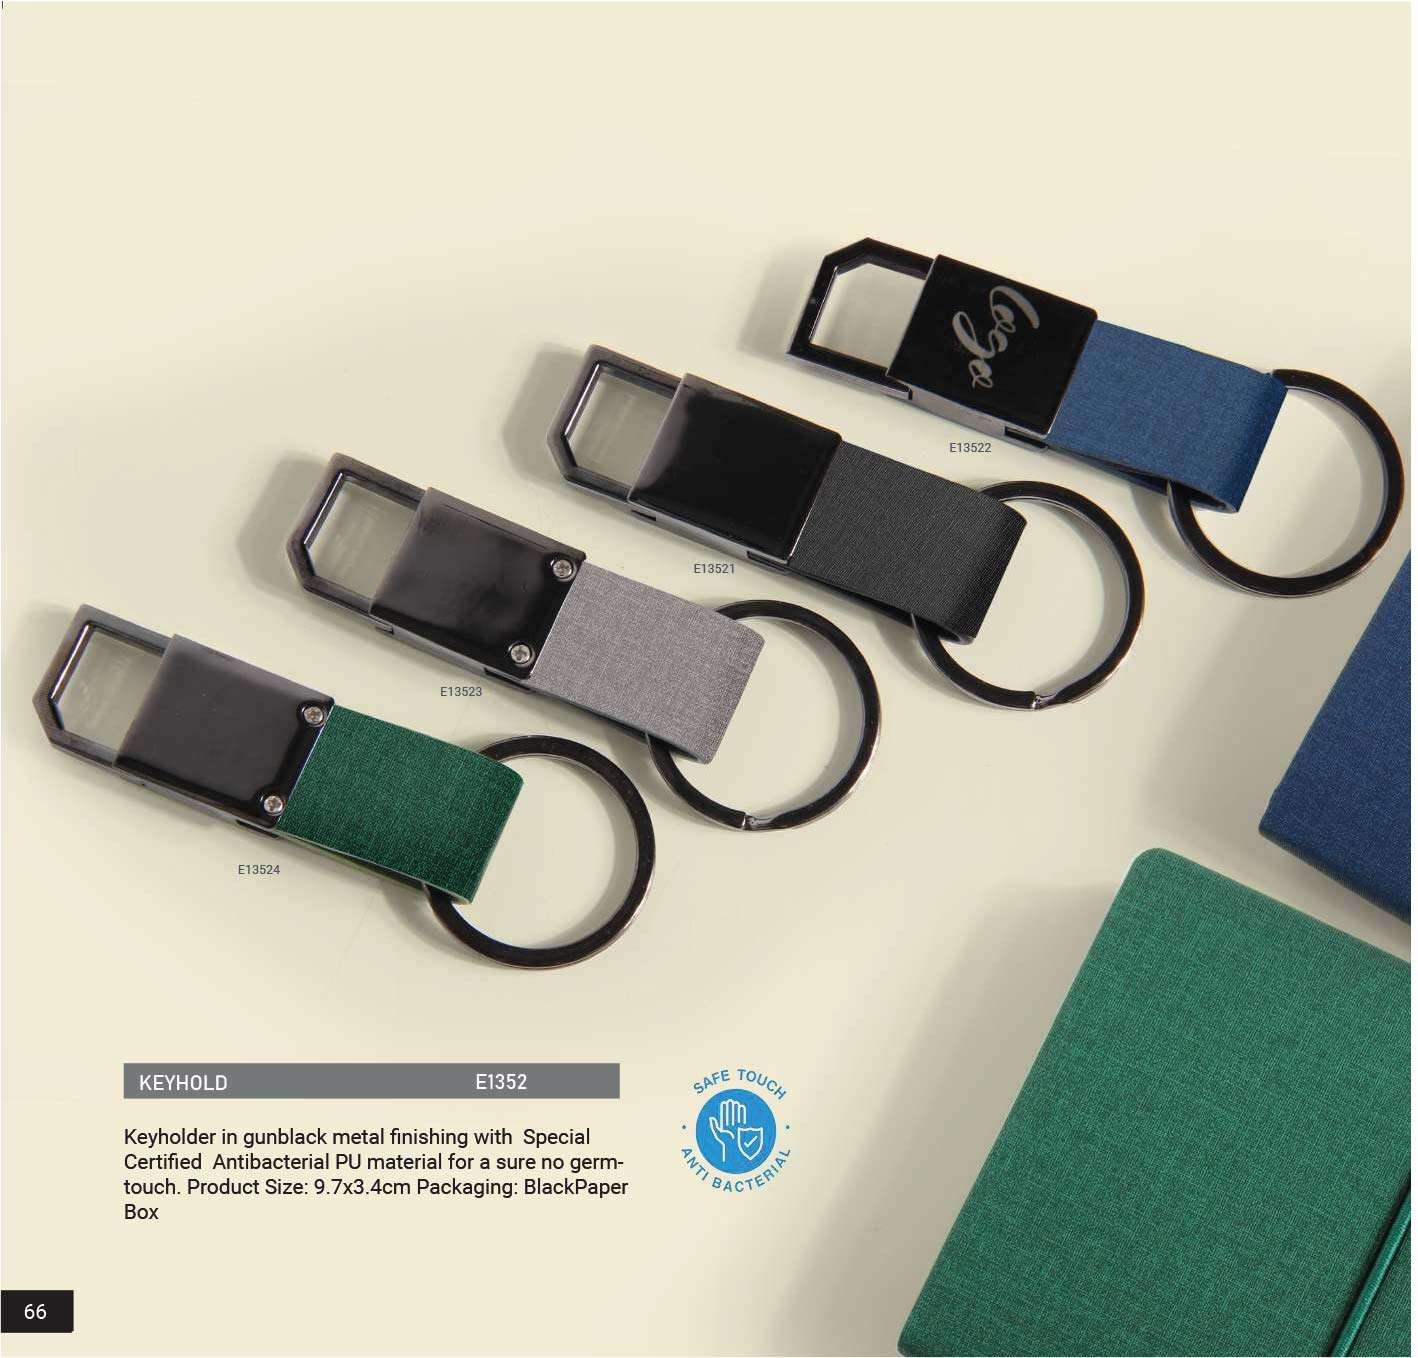 Logo
E13522
E13521
E13523
E13524
KEYHOLD E1352
Keyholder in gunblack metal finishing with Special
Certified Antibacterial PU material for a sure no germ-
touch. Product Size: 9.7x3.4cm Packaging: BlackPaper
Box
SAFE TOUCH
ANTI BACTERIAL
66